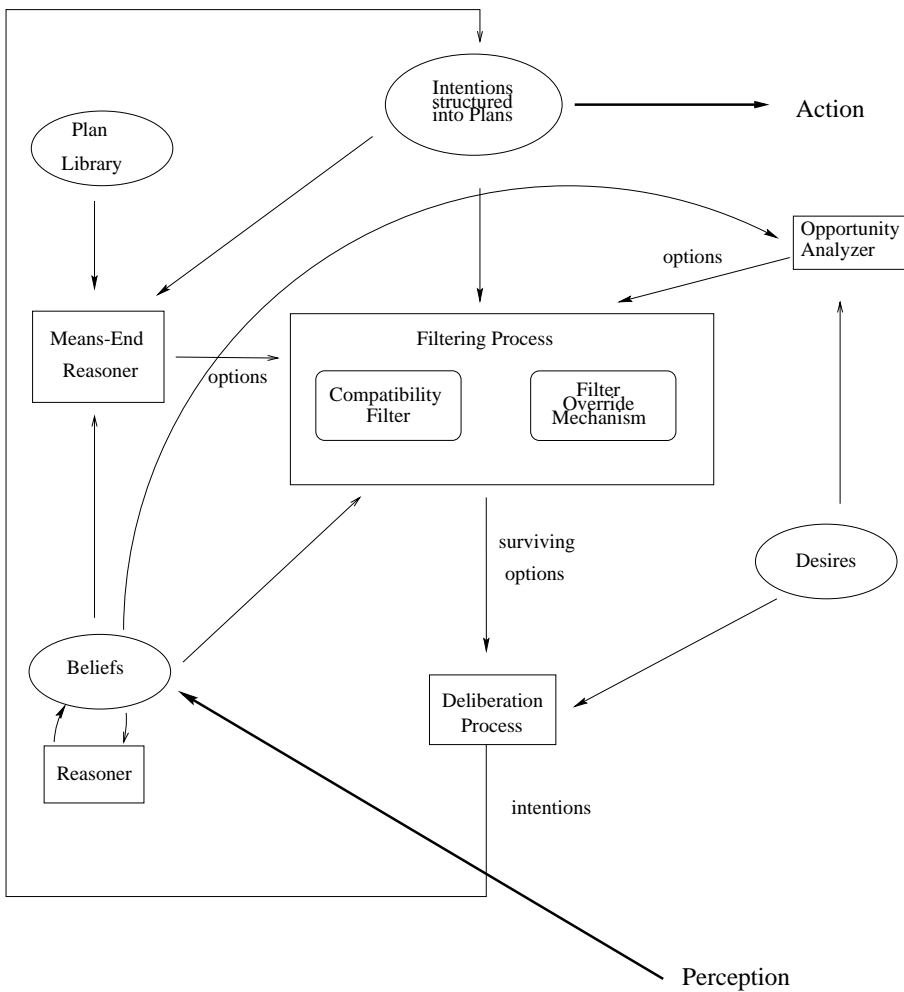 Intentions
structured
into Plans
Action
Plan
Library
Opportunity
Analyzer
options
Means-End
Reasoner
options
Filtering Process
Compatibility
Filter
Filter
Override
Mechanism
surviving
options
Desires
Beliefs
Deliberation
Process
Reasoner
intentions
Perception